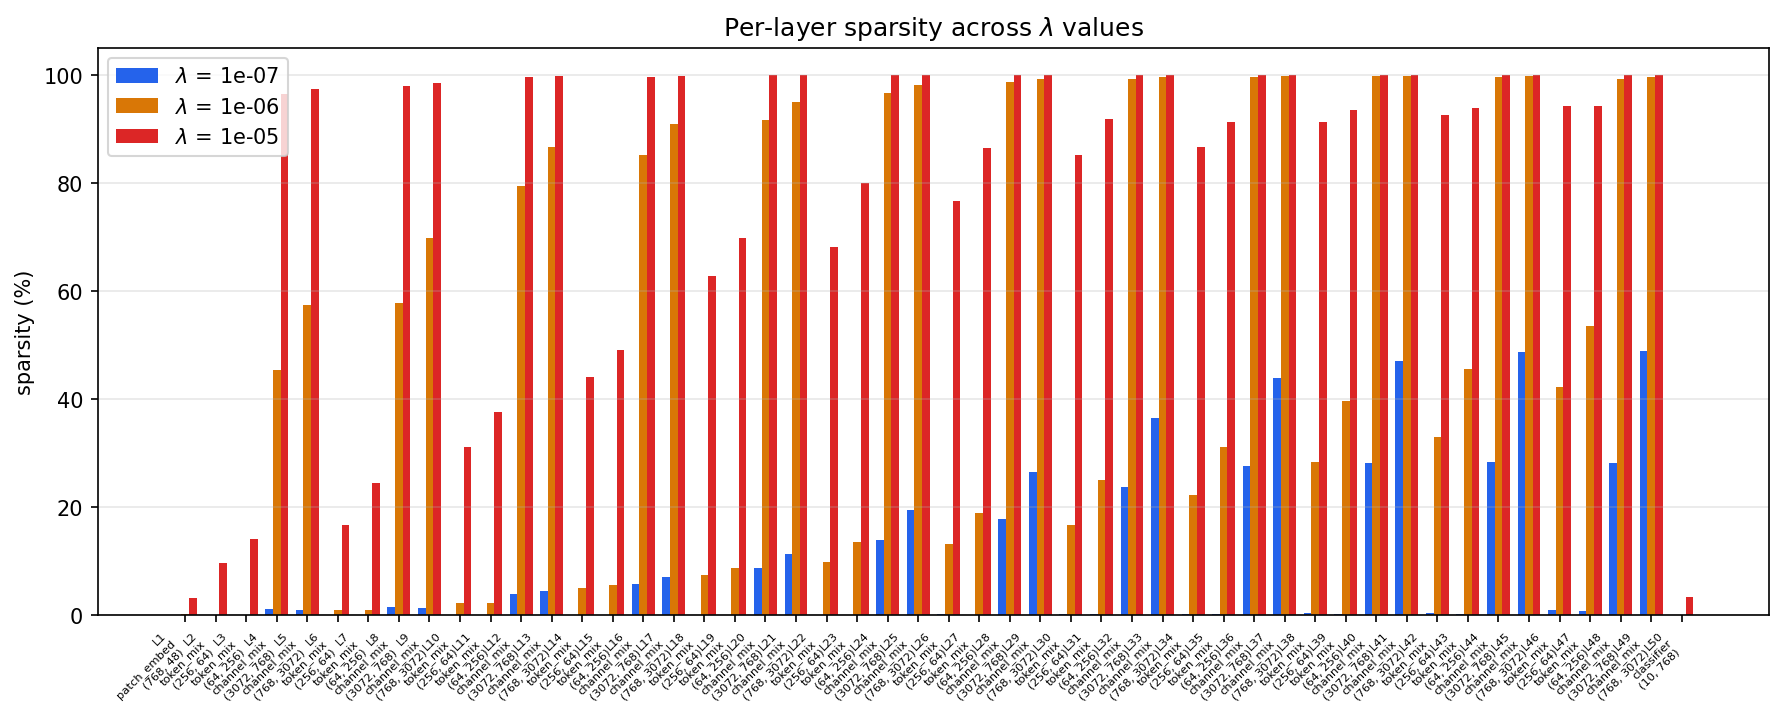 Per-layer sparsity across λ values
λ = 1e-07
λ = 1e-06
λ = 1e-05
sparsity (%)
100
80
60
40
20
0
L1
patch_embed
(768, 48)
L2
token_mix
(256, 64)
L3
token_mix
(64, 256)
L4
channel_mix
(3072, 768)
L5
channel_mix
(768, 3072)
L6
token_mix
(256, 64)
L7
token_mix
(64, 256)
L8
channel_mix
(3072, 768)
L9
channel_mix
(768, 3072)
L10
token_mix
(256, 64)
L11
token_mix
(64, 256)
L12
channel_mix
(3072, 768)
L13
channel_mix
(768, 3072)
L14
token_mix
(256, 64)
L15
token_mix
(64, 256)
L16
channel_mix
(3072, 768)
L17
channel_mix
(768, 3072)
L18
token_mix
(256, 64)
L19
token_mix
(64, 256)
L20
channel_mix
(3072, 768)
L21
channel_mix
(768, 3072)
L22
token_mix
(256, 64)
L23
token_mix
(64, 256)
L24
channel_mix
(3072, 768)
L25
channel_mix
(768, 3072)
L26
token_mix
(256, 64)
L27
token_mix
(64, 256)
L28
channel_mix
(3072, 768)
L29
channel_mix
(768, 3072)
L30
token_mix
(256, 64)
L31
token_mix
(64, 256)
L32
channel_mix
(3072, 768)
L33
channel_mix
(768, 3072)
L34
token_mix
(256, 64)
L35
token_mix
(64, 256)
L36
channel_mix
(3072, 768)
L37
channel_mix
(768, 3072)
L38
token_mix
(256, 64)
L39
token_mix
(64, 256)
L40
channel_mix
(3072, 768)
L41
channel_mix
(768, 3072)
L42
token_mix
(256, 64)
L43
token_mix
(64, 256)
L44
channel_mix
(3072, 768)
L45
channel_mix
(768, 3072)
L46
token_mix
(256, 64)
L47
token_mix
(64, 256)
L48
channel_mix
(3072, 768)
L49
channel_mix
(768, 3072)
L50
classifier
(10, 768)